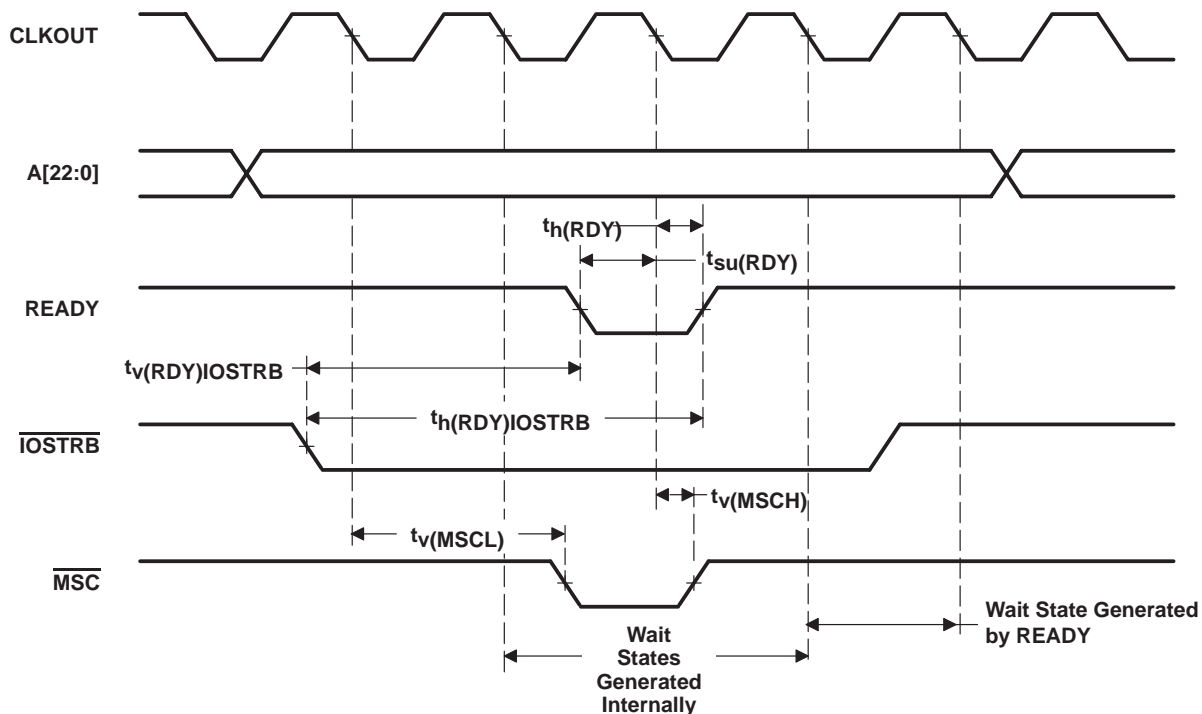 CLKOUT
A[22:0]
th(RDY)
tsu(RDY)
READY
tv(RDY)IOSTRB
th(RDY)IOSTRB
IOSTRB
tv(MSCH)
tv(MSCL)
MSC
Wait State Generated
by READY
Wait
States
Generated
Internally